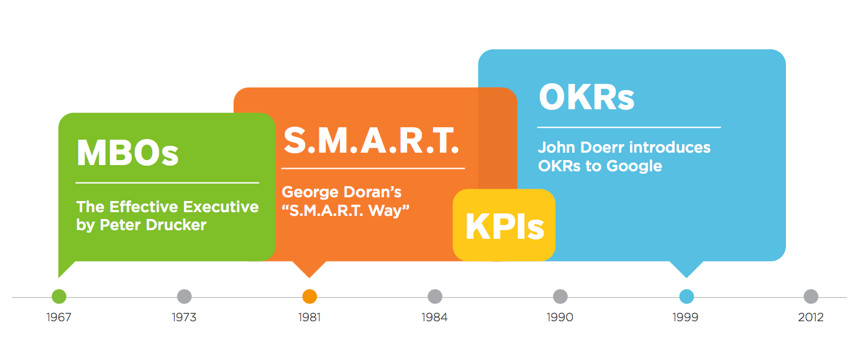 MBOs
The Effective Executive
by Peter Drucker
S.M.A.R.T.
George Doran’s
“S.M.A.R.T. Way”
KPIs
OKRs
John Doerr introduces
OKRs to Google
1967
1973
1981
1984
1990
1999
2012